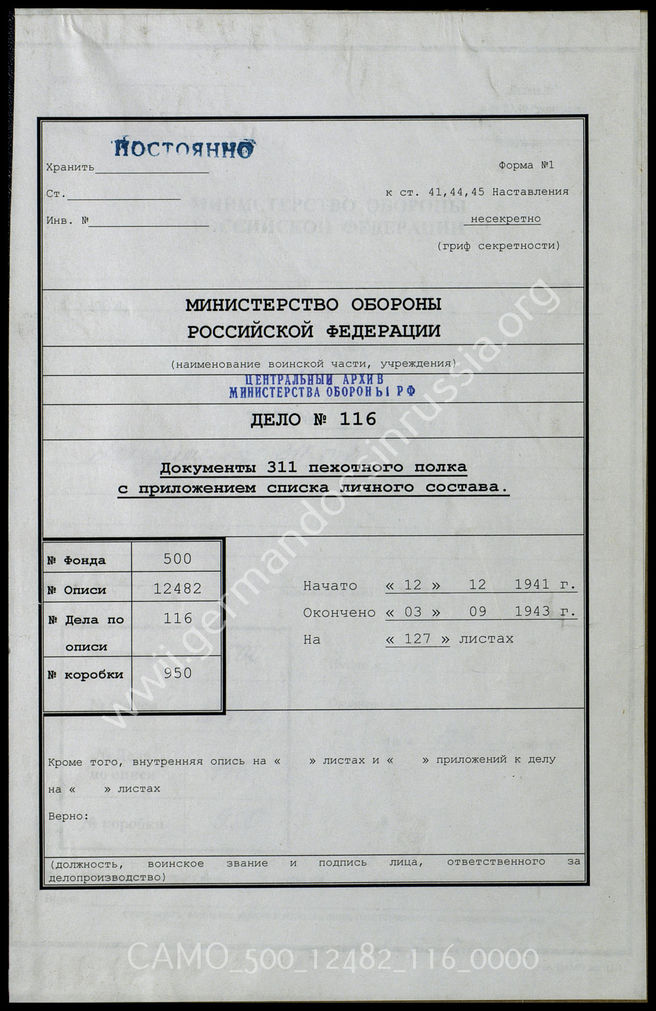 ПОСТОЯННО
Хранить
Форма №1
Ст.
к ст. 41,44,45 Наставления
Инв. №
несекретно
(гриф секретности)
МИНИСТЕРСТВО ОБОРОНЫ
РОССИЙСКОЙ ФЕДЕРАЦИИ
(наименование воинской части, учреждения)
ЦЕНТРАЛЬНЫЙ АРХИВ
МИНИСТЕРСТВА ОБОРОНЫ РФ
ДЕЛО № 116
Документы 311 пехотного полка
с приложением списка личного состава.
№ Фонда 500
№ Описи 12482
№ Дела по описи 116
№ коробки 950
Начато « 12 » 12 1941 г.
Окончено « 03 » 09 1943 г.
На « 127 » листах
Кроме того, внутренняя опись на « » листах и « » приложений к делу
на « » листах
Верно:
(должность, воинское звание и подпись лица, ответственного за
делопроизводство)
www.germandocsinrussia.org
CAMO_500_12482_116_0000